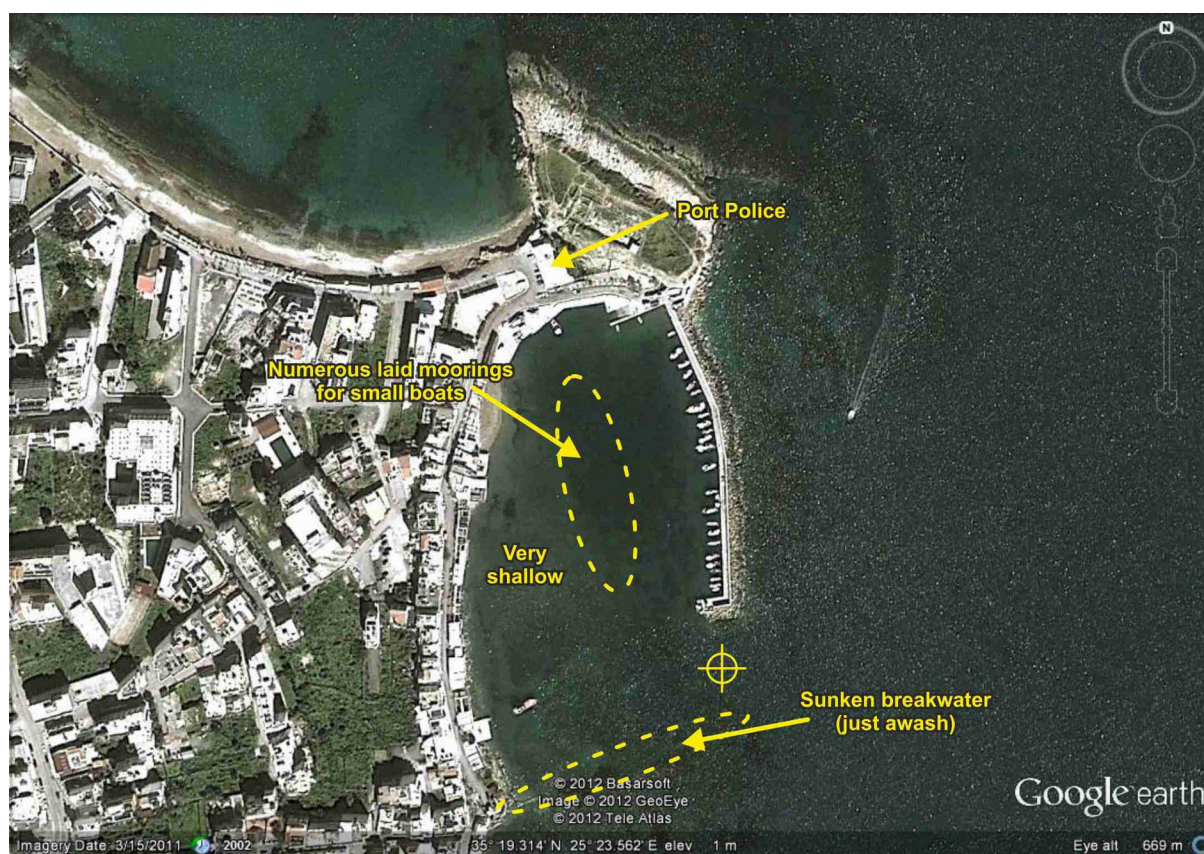 N
Port Police
Numerous laid moorings
for small boats
Very
shallow
Sunken breakwater
(just awash)
© 2012 Basarsoft
Image © 2012 GeoEye
© 2012 Tele Atlas
Google earth
Imagery Date: 3/15/2011 2002 35° 19.314' N 25° 23.562' E elev 1 m Eye alt 669 m